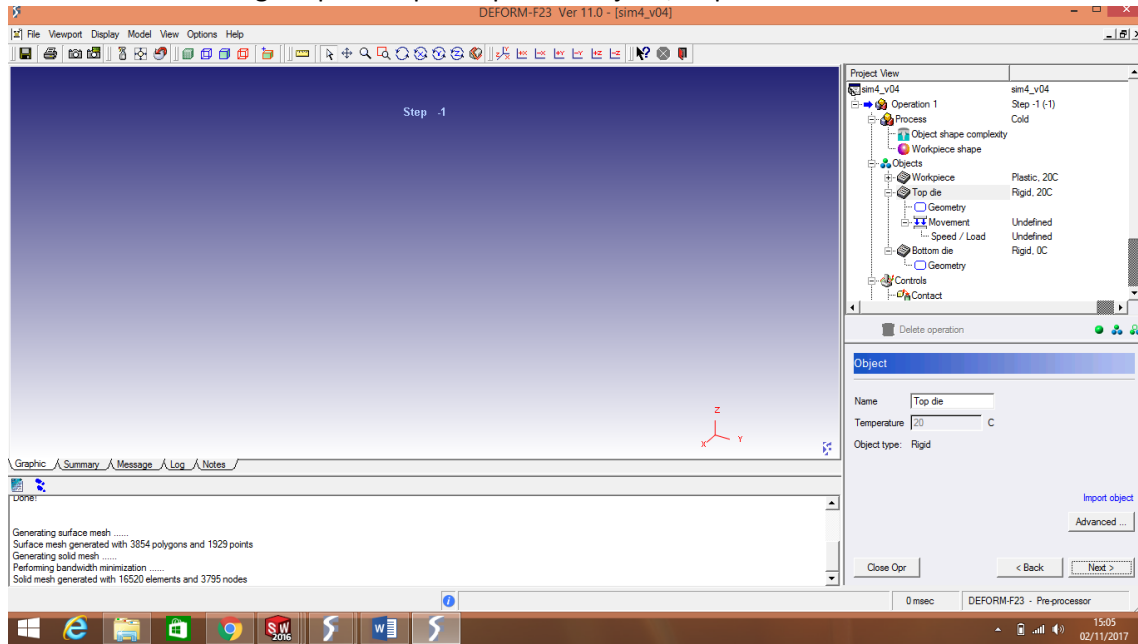 DEFORM-F23 Ver 11.0 - [sim4_v04]
File Viewport Display Model View Options Help
Step -1
Z
X Y
Graphic Summary Message Log Notes
Done!
Generating surface mesh ......
Surface mesh generated with 3854 polygons and 1929 points
Generating solid mesh ......
Performing bandwidth minimization ......
Solid mesh generated with 16520 elements and 3795 nodes
Project View
sim4_v04 sim4_v04
Operation 1 Step -1 (-1)
Process Cold
Object shape complexity
Workpiece shape
Objects
Workpiece Plastic, 20C
Top die Rigid, 20C
Geometry
Movement Undefined
Speed / Load Undefined
Bottom die Rigid, 0C
Geometry
Controls
Contact
Delete operation
Object
Name Top die
Temperature 20 C
Object type: Rigid
Import object
Advanced ...
Close Opr < Back Next >
0 msec DEFORM-F23 - Pre-processor
SW 2016
15:05
02/11/2017